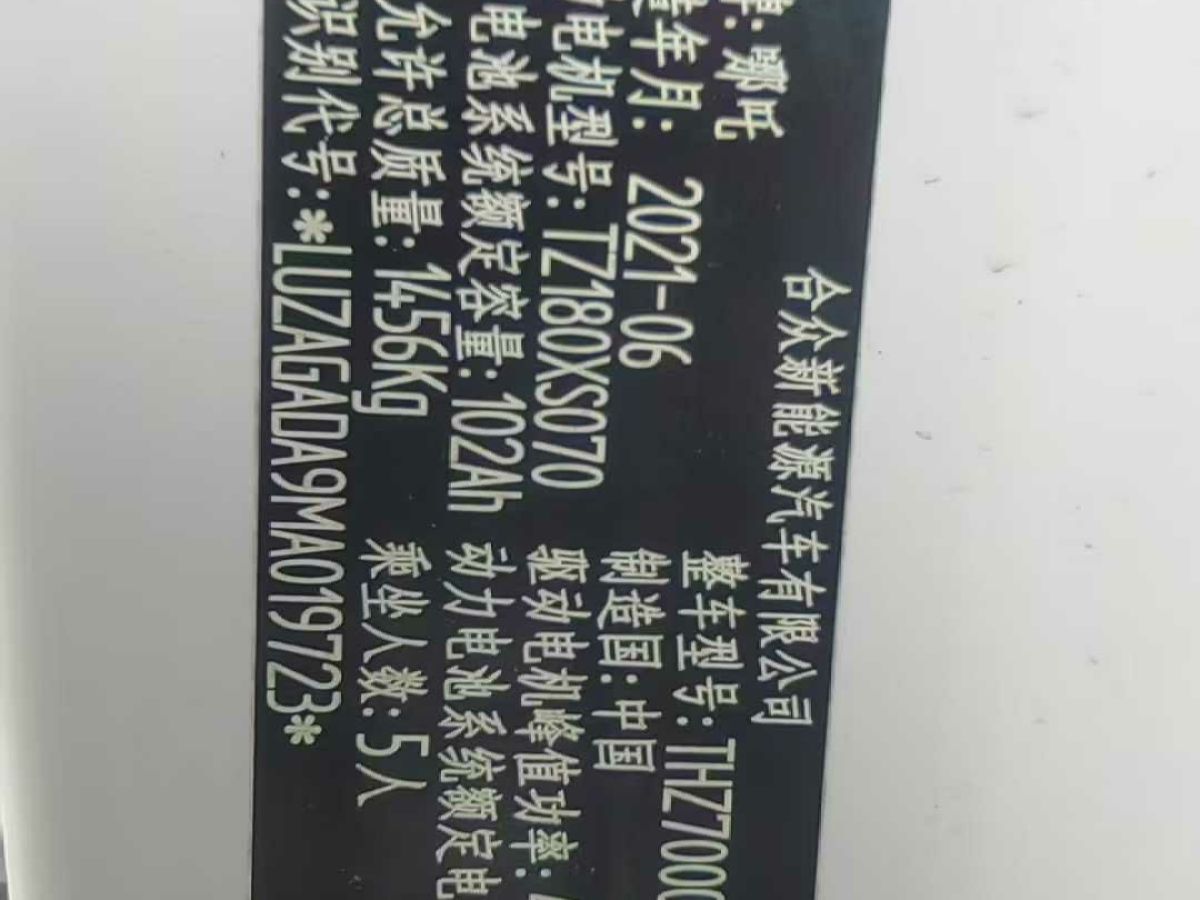 合众新能源汽车有限公司
牌: 哪吒 整车型号: THZ7000
造年月: 2021-06 制造国: 中国
电机型号: TZ180XS070 驱动电机峰值功率:
电池系统额定容量: 102Ah 动力电池系统额定电
允许总质量: 1456kg 乘坐人数: 5人
识别代号: *LUZAGADA9MA019723*